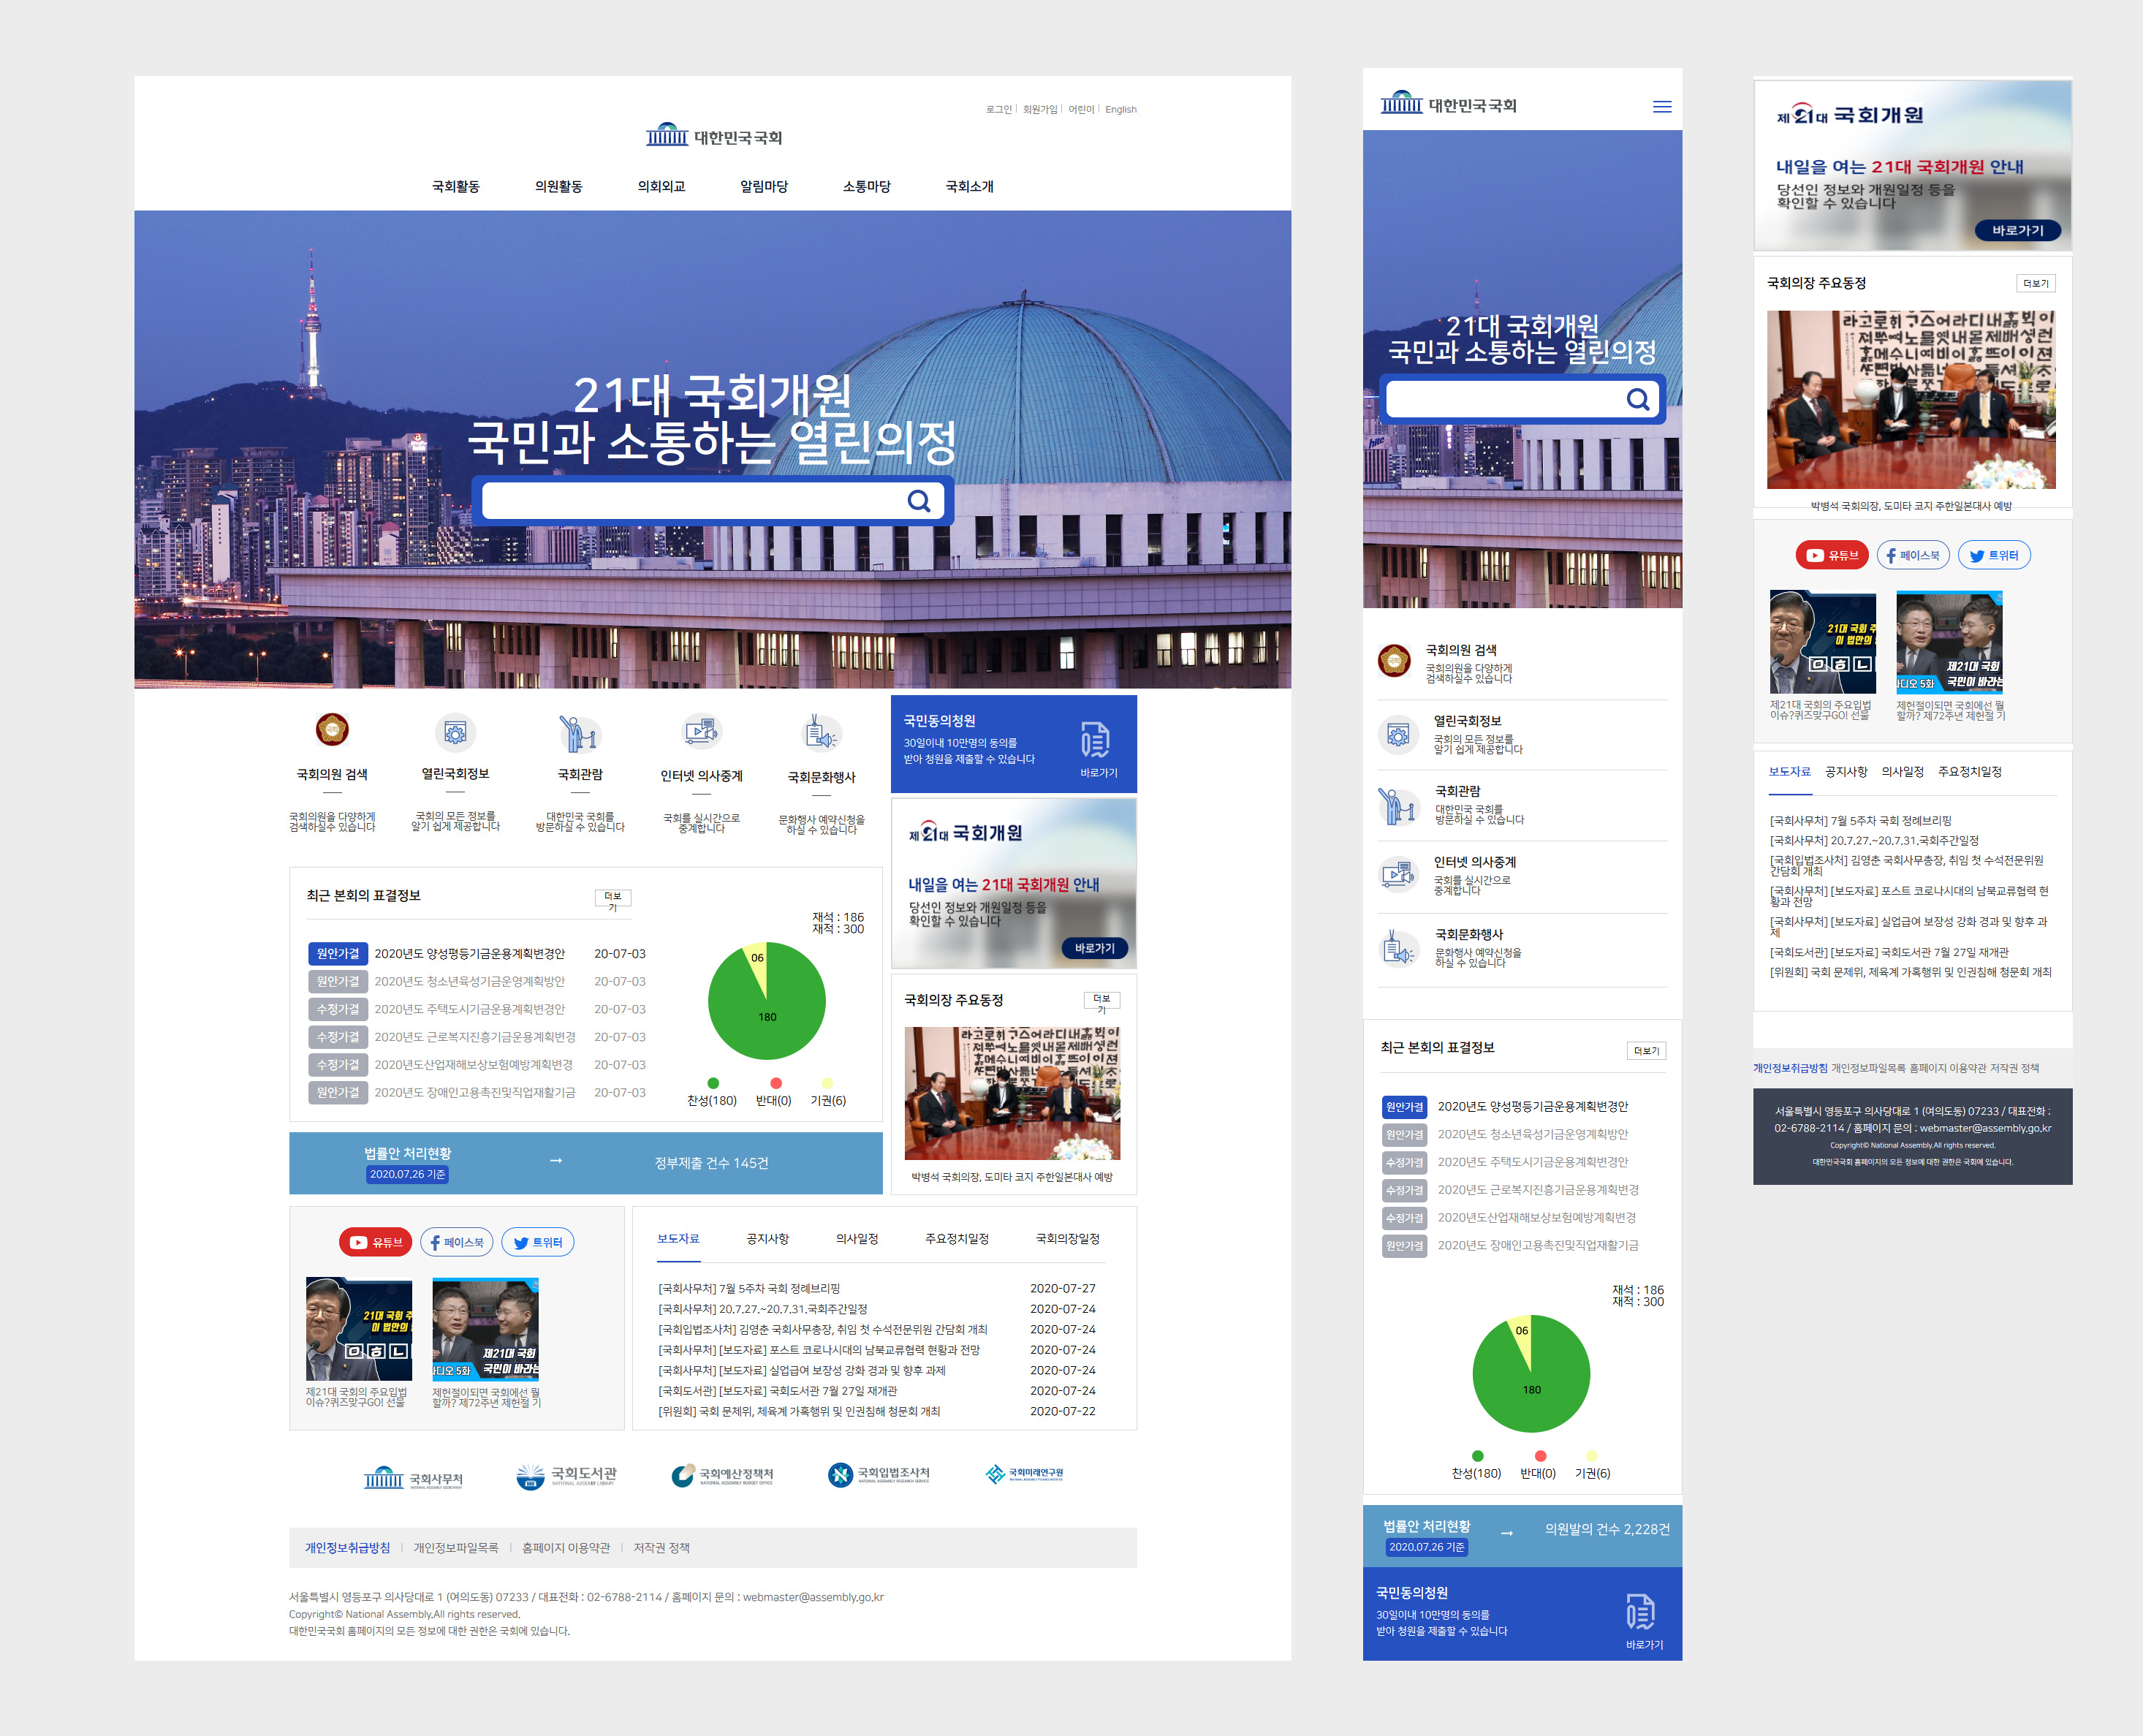 로그인 | 회원가입 | 어린이 | English
대한민국국회
국회활동 의원활동 의회외교 알림마당 소통마당 국회소개
21대 국회개원
국민과 소통하는 열린의정
국회의원 검색
국회의원을 다양하게
검색하실수 있습니다
열린국회정보
국회의 모든 정보를
알기 쉽게 제공합니다
국회관람
대한민국 국회를
방문하실 수 있습니다
인터넷 의사중계
국회를 실시간으로
중계합니다
국회문화행사
문화행사 예약신청을
하실 수 있습니다
국민동의청원
30일이내 10만명의 동의를
받아 청원을 제출할 수 있습니다
바로가기
제21대 국회개원
내일을 여는 21대 국회개원 안내
당선인 정보와 개원일정 등을
확인할 수 있습니다
바로가기
최근 본회의 표결정보
더보
기
원안가결 2020년도 양성평등기금운용계획변경안 20-07-03
원안가결 2020년도 청소년육성기금운영계획방안 20-07-03
수정가결 2020년도 주택도시기금운용계획변경안 20-07-03
수정가결 2020년도 근로복지진흥기금운용계획변경 20-07-03
수정가결 2020년도산업재해보상보험예방계획변경 20-07-03
원안가결 2020년도 장애인고용촉진및직업재활기금 20-07-03
재석 : 186
재적 : 300
06
180
찬성(180) 반대(0) 기권(6)
국회의장 주요동정
더보
기
박병석 국회의장, 도미타 코지 주한일본대사 예방
법률안 처리현황
2020.07.26 기준
→
정부제출 건수 145건
유튜브 페이스북 트위터
21대 국회 주
이 법안의
ㅁㅎㄴ
제21대 국회
라디오 5화 국민이 바라는
제21대 국회의 주요입법
이슈?퀴즈맞구GO! 선물
제헌절이되면 국회에선 뭘
할까? 제72주년 제헌절 기
보도자료 공지사항 의사일정 주요정치일정 국회의장일정
[국회사무처] 7월 5주차 국회 정례브리핑 2020-07-27
[국회사무처] 20.7.27.~20.7.31.국회주간일정 2020-07-24
[국회입법조사처] 김영춘 국회사무총장, 취임 첫 수석전문위원 간담회 개최 2020-07-24
[국회사무처] [보도자료] 포스트 코로나시대의 남북교류협력 현황과 전망 2020-07-24
[국회사무처] [보도자료] 실업급여 보장성 강화 경과 및 향후 과제 2020-07-24
[국회도서관] [보도자료] 국회도서관 7월 27일 재개관 2020-07-24
[위원회] 국회 문체위, 체육계 가혹행위 및 인권침해 청문회 개최 2020-07-22
국회사무처
NATIONAL ASSEMBLY SECRETARIAT
국회도서관
NATIONAL ASSEMBLY LIBRARY
국회예산정책처
NATIONAL ASSEMBLY BUDGET OFFICE
국회입법조사처
NATIONAL ASSEMBLY RESEARCH SERVICE
국회미래연구원
개인정보취급방침 | 개인정보파일목록 | 홈페이지 이용약관 | 저작권 정책
서울특별시 영등포구 의사당대로 1 (여의도동) 07233 / 대표전화 : 02-6788-2114 / 홈페이지 문의 : webmaster@assembly.go.kr
Copyright© National Assembly,All rights reserved.
대한민국국회 홈페이지의 모든 정보에 대한 권한은 국회에 있습니다.
대한민국국회
21대 국회개원
국민과 소통하는 열린의정
hite
국회의원 검색
국회의원을 다양하게
검색하실수 있습니다
열린국회정보
국회의 모든 정보를
알기 쉽게 제공합니다
국회관람
대한민국 국회를
방문하실 수 있습니다
인터넷 의사중계
국회를 실시간으로
중계합니다
국회문화행사
문화행사 예약신청을
하실 수 있습니다
최근 본회의 표결정보
더보기
원안가결 2020년도 양성평등기금운용계획변경안
원안가결 2020년도 청소년육성기금운영계획방안
수정가결 2020년도 주택도시기금운용계획변경안
수정가결 2020년도 근로복지진흥기금운용계획변경
수정가결 2020년도산업재해보상보험예방계획변경
원안가결 2020년도 장애인고용촉진및직업재활기금
재석 : 186
재적 : 300
06
180
찬성(180) 반대(0) 기권(6)
법률안 처리현황
2020.07.26 기준
→
의원발의 건수 2,228건
국민동의청원
30일이내 10만명의 동의를
받아 청원을 제출할 수 있습니다
바로가기
제21대 국회개원
내일을 여는 21대 국회개원 안내
당선인 정보와 개원일정 등을
확인할 수 있습니다
바로가기
국회의장 주요동정
더보기
박병석 국회의장, 도미타 코지 주한일본대사 예방
유튜브 페이스북 트위터
21대 국회 주
이 법안의
ㅁㅎㄴ
제21대 국회
라디오 5화 국민이 바라는
제21대 국회의 주요입법
이슈?퀴즈맞구GO! 선물
제헌절이되면 국회에선 뭘
할까? 제72주년 제헌절 기
보도자료 공지사항 의사일정 주요정치일정
[국회사무처] 7월 5주차 국회 정례브리핑
[국회사무처] 20.7.27.~20.7.31.국회주간일정
[국회입법조사처] 김영춘 국회사무총장, 취임 첫 수석전문위원
간담회 개최
[국회사무처] [보도자료] 포스트 코로나시대의 남북교류협력 현
황과 전망
[국회사무처] [보도자료] 실업급여 보장성 강화 경과 및 향후 과
제
[국회도서관] [보도자료] 국회도서관 7월 27일 재개관
[위원회] 국회 문제위, 체육계 가혹행위 및 인권침해 청문회 개최
개인정보취급방침 개인정보파일목록 홈페이지 이용약관 저작권 정책
서울특별시 영등포구 의사당대로 1 (여의도동) 07233 / 대표전화 :
02-6788-2114 / 홈페이지 문의 : webmaster@assembly.go.kr
Copyright© National Assembly,All rights reserved.
대한민국국회 홈페이지의 모든 정보에 대한 권한은 국회에 있습니다.